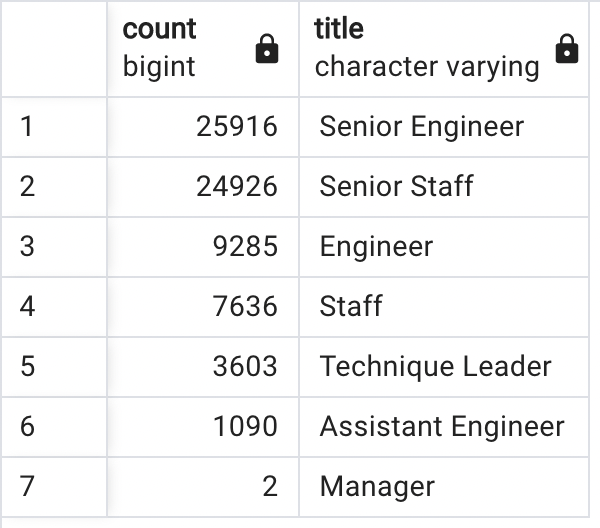 count title
bigint character varying
1 25916 Senior Engineer
2 24926 Senior Staff
3 9285 Engineer
4 7636 Staff
5 3603 Technique Leader
6 1090 Assistant Engineer
7 2 Manager